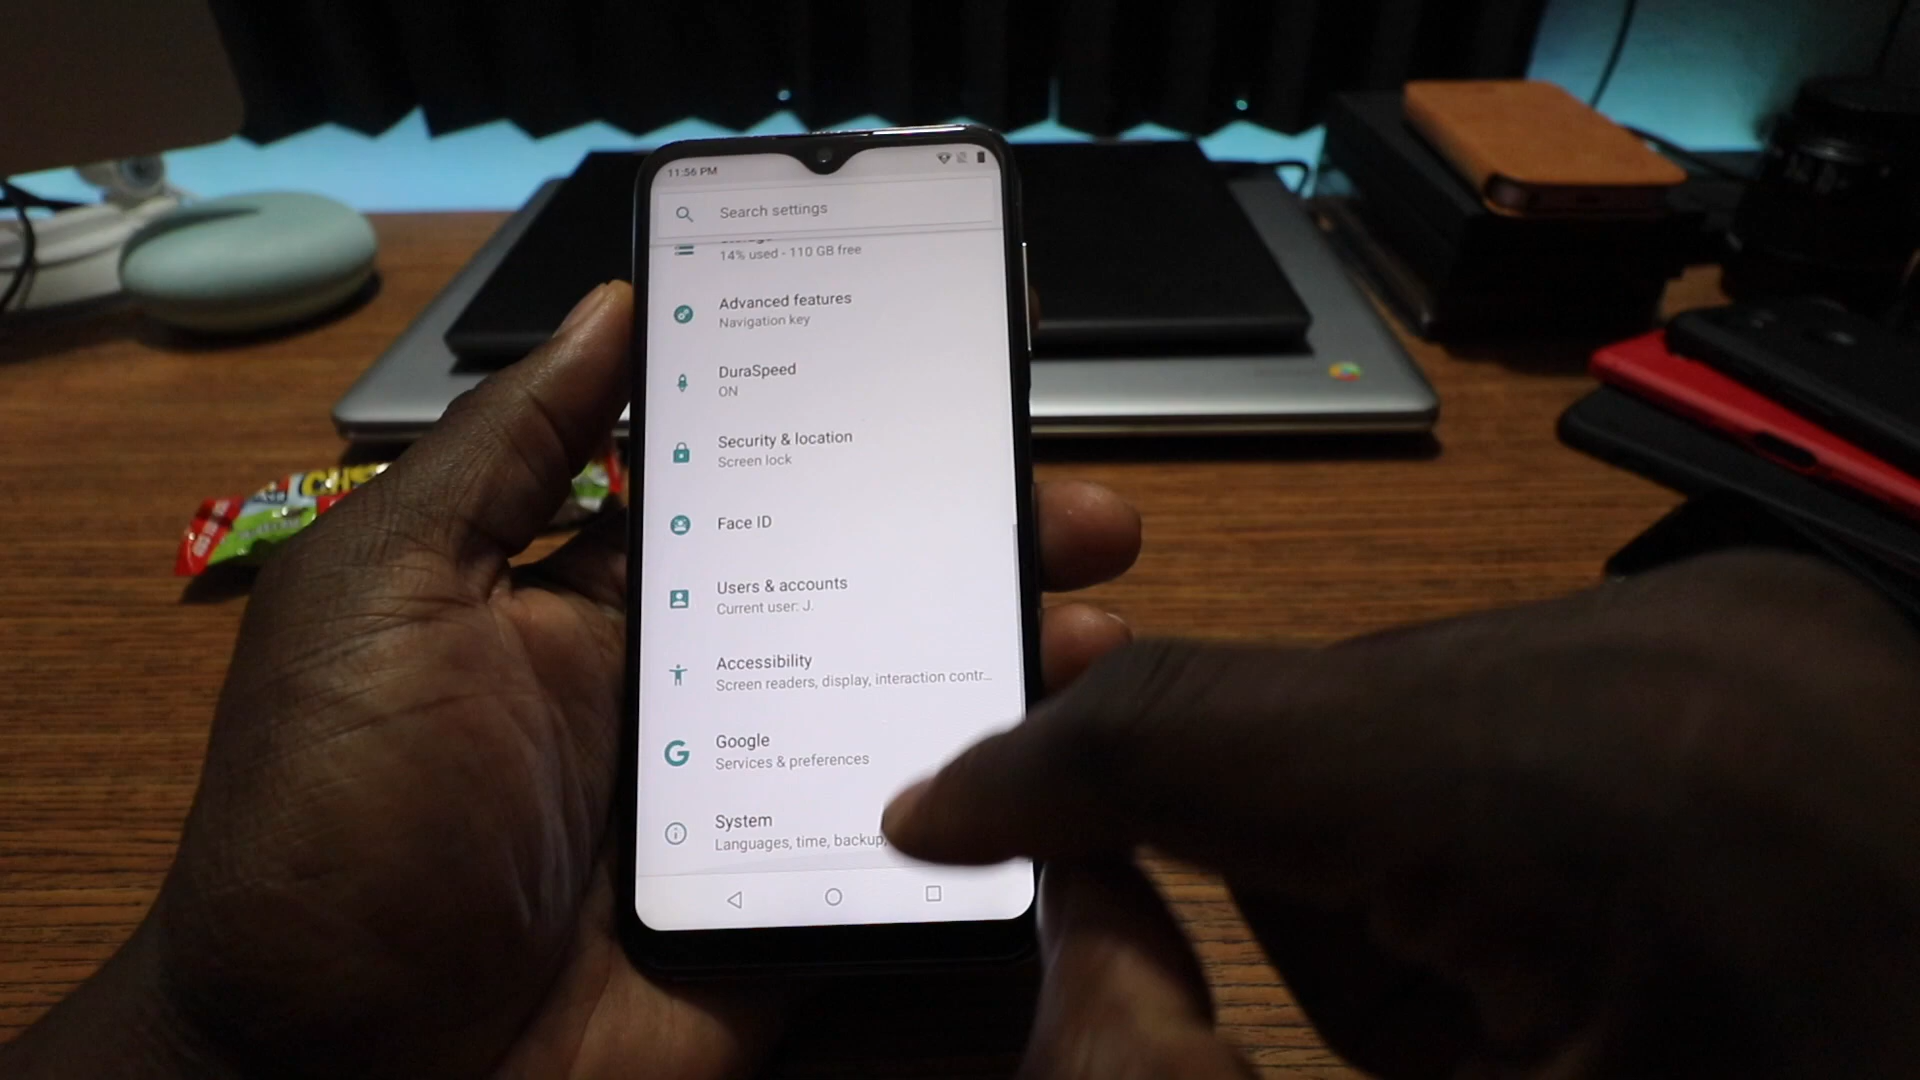 11:56 PM
Search settings
14% used - 110 GB free
Advanced features
Navigation key
DuraSpeed
ON
Security & location
Screen lock
Face ID
Users & accounts
Current user: J.
Accessibility
Screen readers, display, interaction contr...
Google
Services & preferences
System
Languages, time, backup,